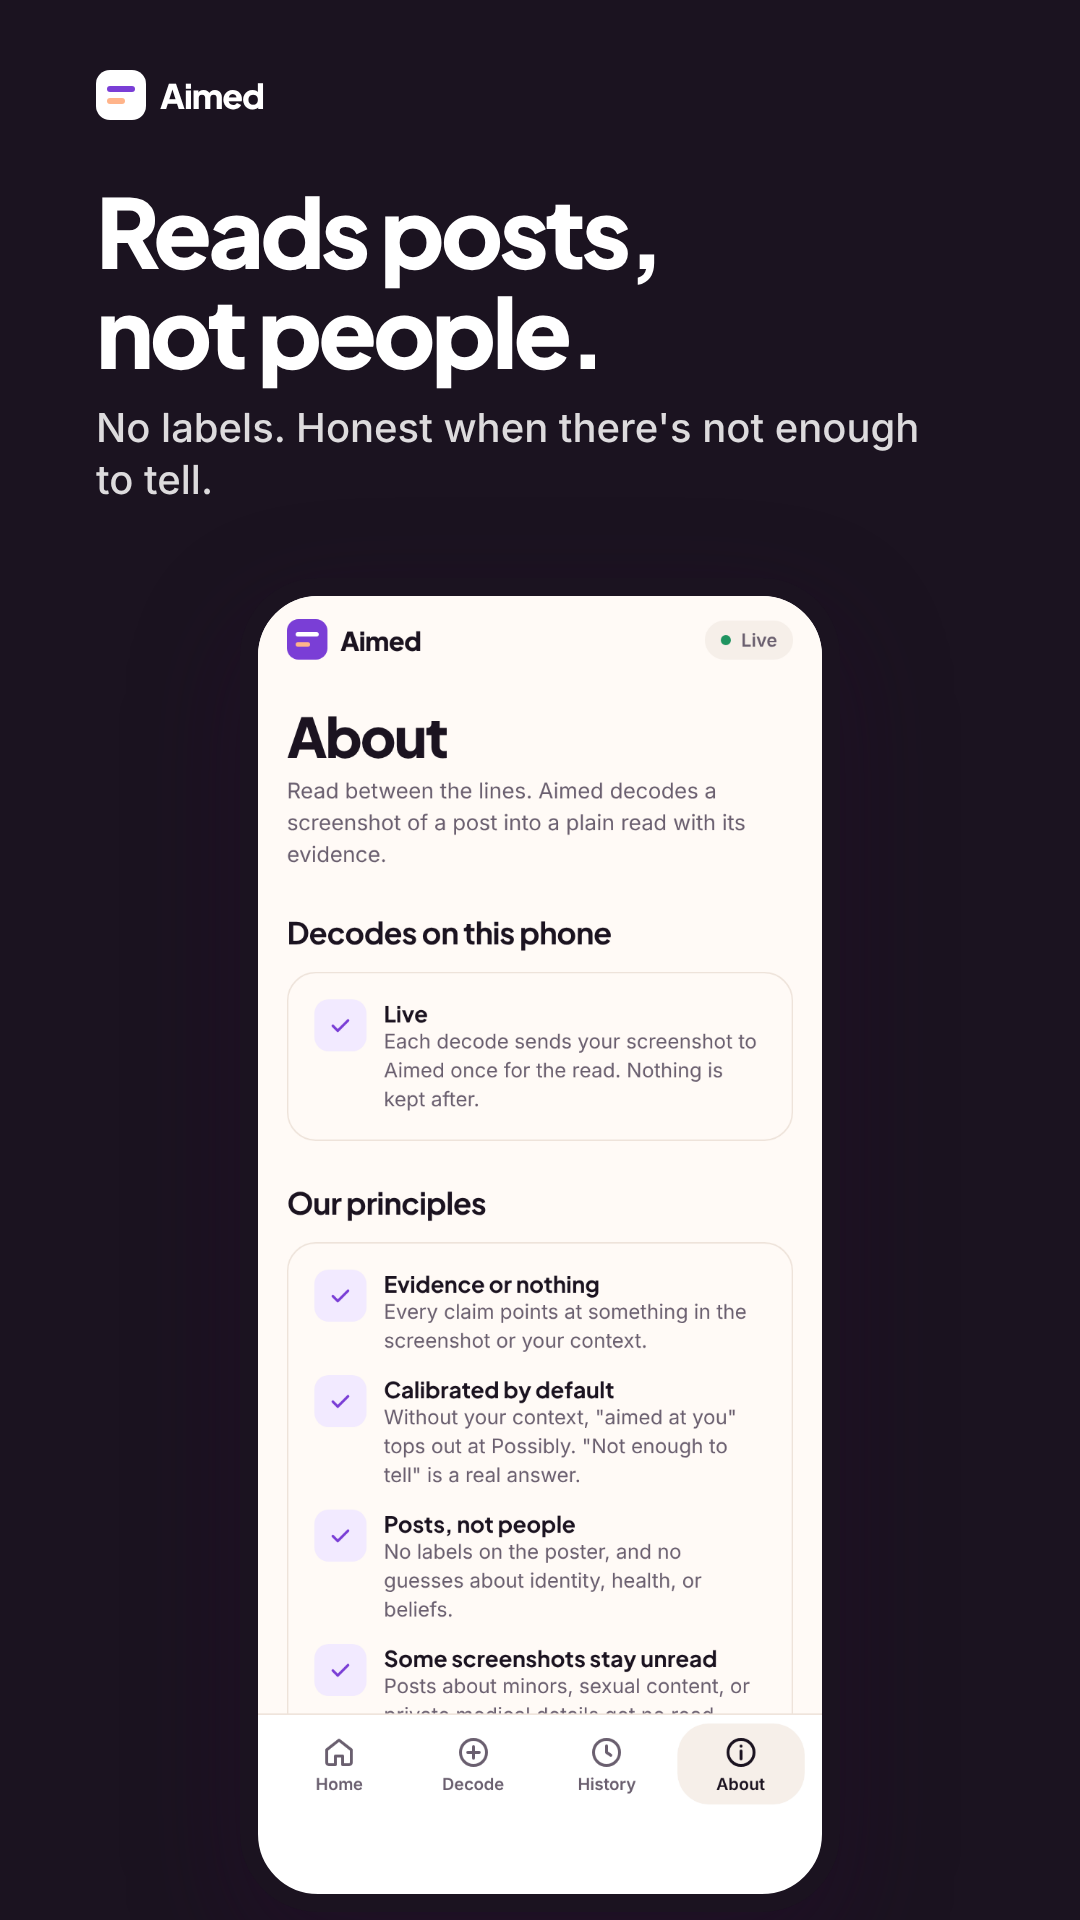 Aimed
Reads posts,
not people.
No labels. Honest when there's not enough
to tell.
Aimed
Live
About
Read between the lines. Aimed decodes a
screenshot of a post into a plain read with its
evidence.
Decodes on this phone
Live
Each decode sends your screenshot to
Aimed once for the read. Nothing is
kept after.
Our principles
Evidence or nothing
Every claim points at something in the
screenshot or your context.
Calibrated by default
Without your context, "aimed at you"
tops out at Possibly. "Not enough to
tell" is a real answer.
Posts, not people
No labels on the poster, and no
guesses about identity, health, or
beliefs.
Some screenshots stay unread
Posts about minors, sexual content, or
private medical details get no read.
Home
Decode
History
About